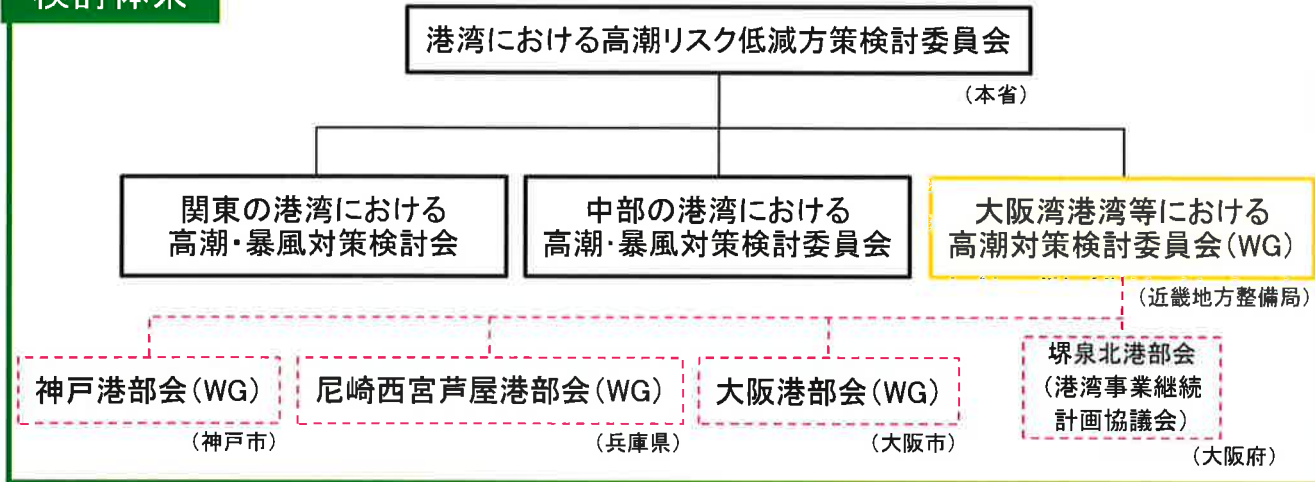 検討体系
港湾における高潮リスク低減方策検討委員会
(本省)
関東の港湾における
高潮・暴風対策検討会
中部の港湾における
高潮・暴風対策検討委員会
大阪湾港湾等における
高潮対策検討委員会(WG)
(近畿地方整備局)
神戸港部会(WG)
(神戸市)
尼崎西宮芦屋港部会(WG)
(兵庫県)
大阪港部会(WG)
(大阪市)
堺泉北港部会
(港湾事業継続
計画協議会)
(大阪府)